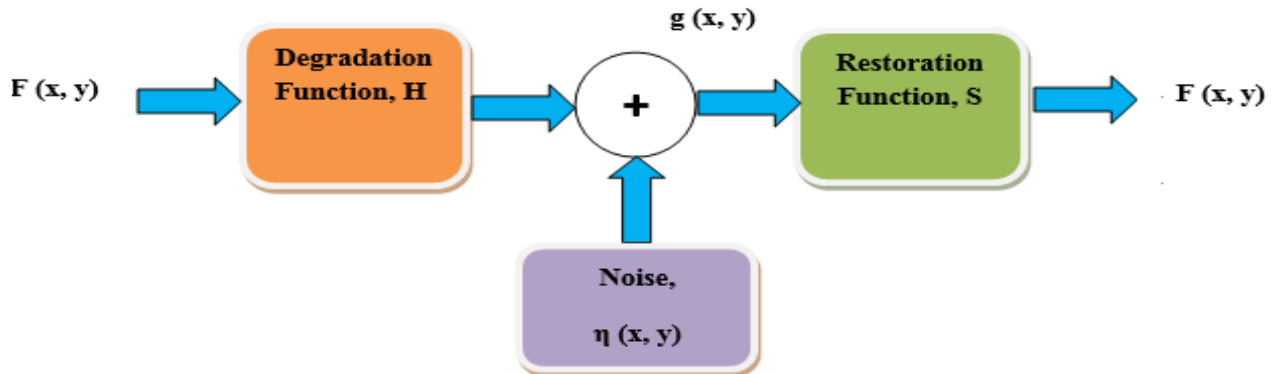 F (x, y)
Degradation
Function, H
+
g (x, y)
Restoration
Function, S
F (x, y)
Noise,
η (x, y)